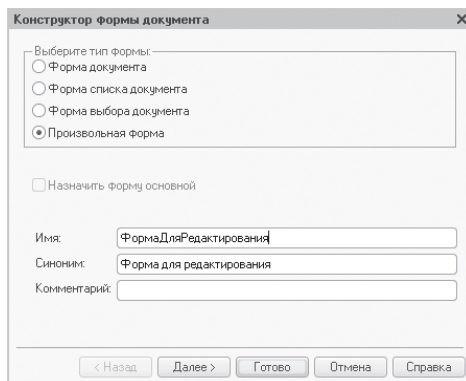 Конструктор формы документа
Выберите тип формы:
Форма документа
Форма списка документа
Форма выбора документа
Произвольная форма
Назначить форму основной
Имя: ФормаДляРедактирования
Синоним: Форма для редактирования
Комментарий:
< Назад Далее > Готово Отмена Справка